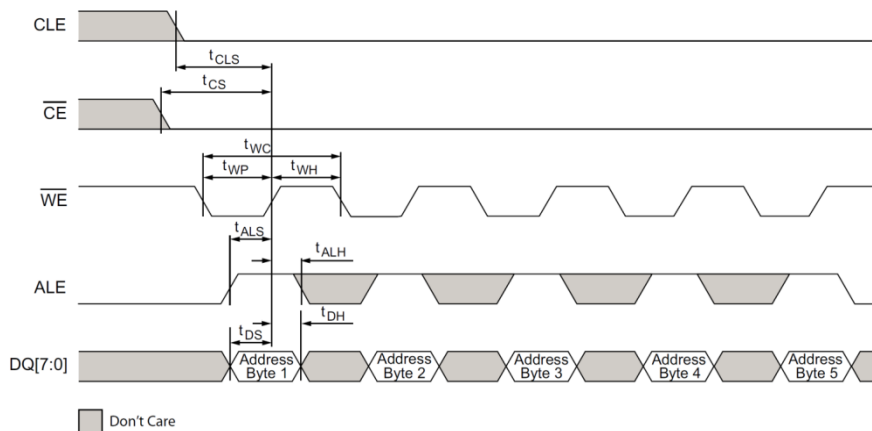 CLE
tCLS
tCS
CE
tWC
tWP
tWH
WE
tALS
tALH
ALE
tDH
tDS
DQ[7:0]
Address Byte 1
Address Byte 2
Address Byte 3
Address Byte 4
Address Byte 5
Don't Care